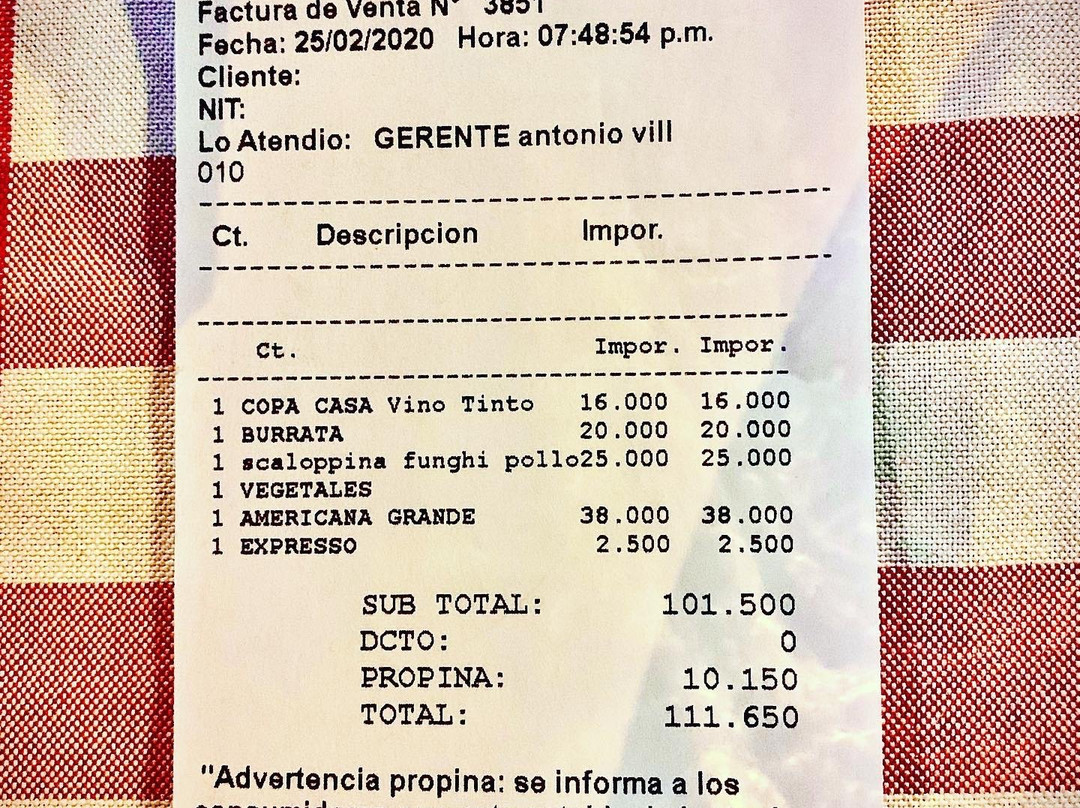 Factura de Venta N° 3851
Fecha: 25/02/2020 Hora: 07:48:54 p.m.
Cliente:
NIT:
Lo Atendio: GERENTE antonio vill
010
Ct. Descripcion Impor.
Ct. Impor. Impor.
1 COPA CASA Vino Tinto 16.000 16.000
1 BURRATA 20.000 20.000
1 scaloppina funghi pollo25.000 25.000
1 VEGETALES
1 AMERICANA GRANDE 38.000 38.000
1 EXPRESSO 2.500 2.500
SUB TOTAL: 101.500
DCTO: 0
PROPINA: 10.150
TOTAL: 111.650
"Advertencia propina: se informa a los